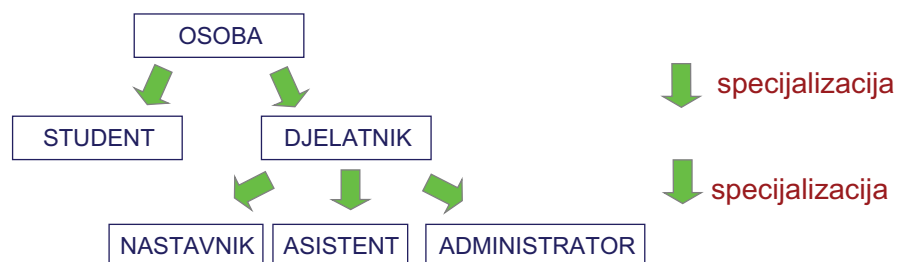 OSOBA
specijalizacija
STUDENT
DJELATNIK
specijalizacija
NASTAVNIK
ASISTENT
ADMINISTRATOR